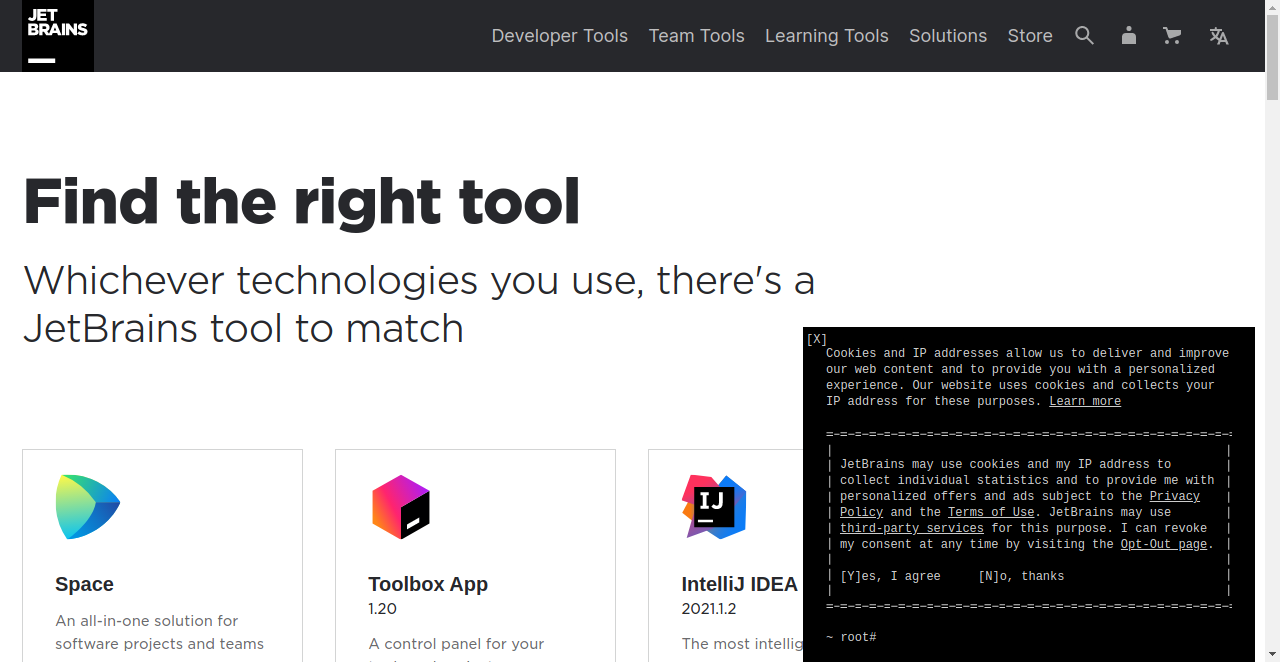 JET
BRAINS
Developer Tools Team Tools Learning Tools Solutions Store
Find the right tool
Whichever technologies you use, there's a
JetBrains tool to match
[X]
Cookies and IP addresses allow us to deliver and improve
our web content and to provide you with a personalized
experience. Our website uses cookies and collects your
IP address for these purposes. Learn more
JetBrains may use cookies and my IP address to
collect individual statistics and to provide me with
personalized offers and ads subject to the Privacy
Policy and the Terms of Use. JetBrains may use
third-party services for this purpose. I can revoke
my consent at any time by visiting the Opt-Out page.
[Y]es, I agree [N]o, thanks
~ root#
Space
An all-in-one solution for
software projects and teams
Toolbox App
1.20
A control panel for your
IJ
IntelliJ IDEA
2021.1.2
The most intellig